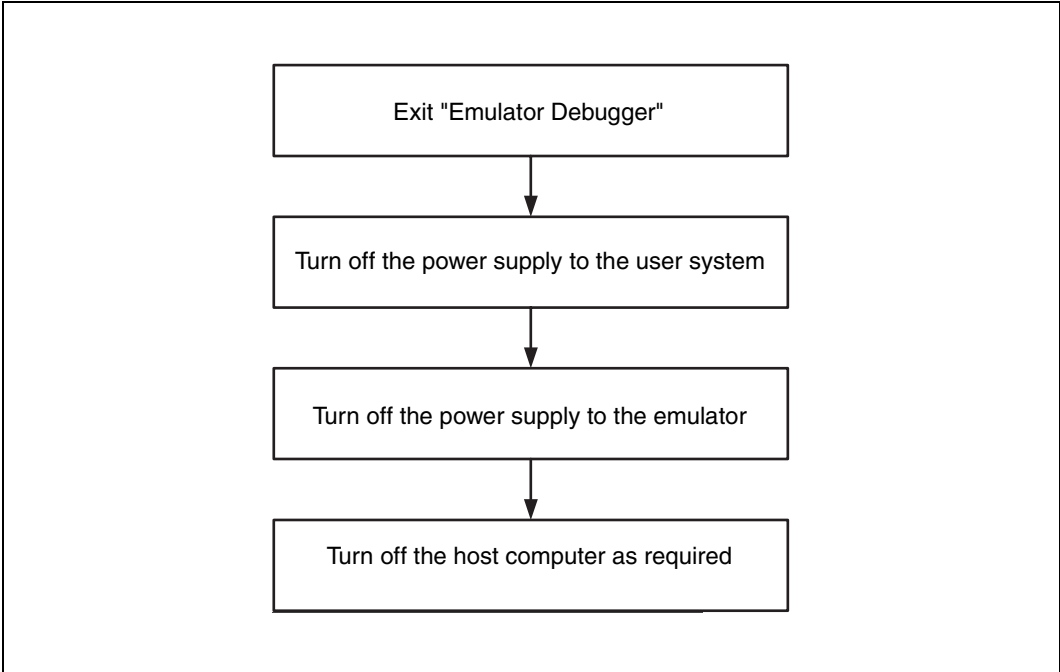 Exit "Emulator Debugger"
Turn off the power supply to the user system
Turn off the power supply to the emulator
Turn off the host computer as required